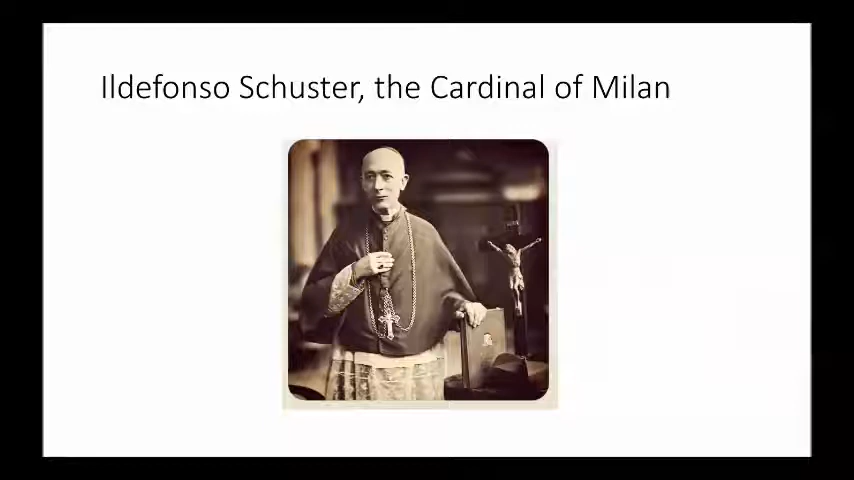 Ildefonso Schuster, the Cardinal of Milan